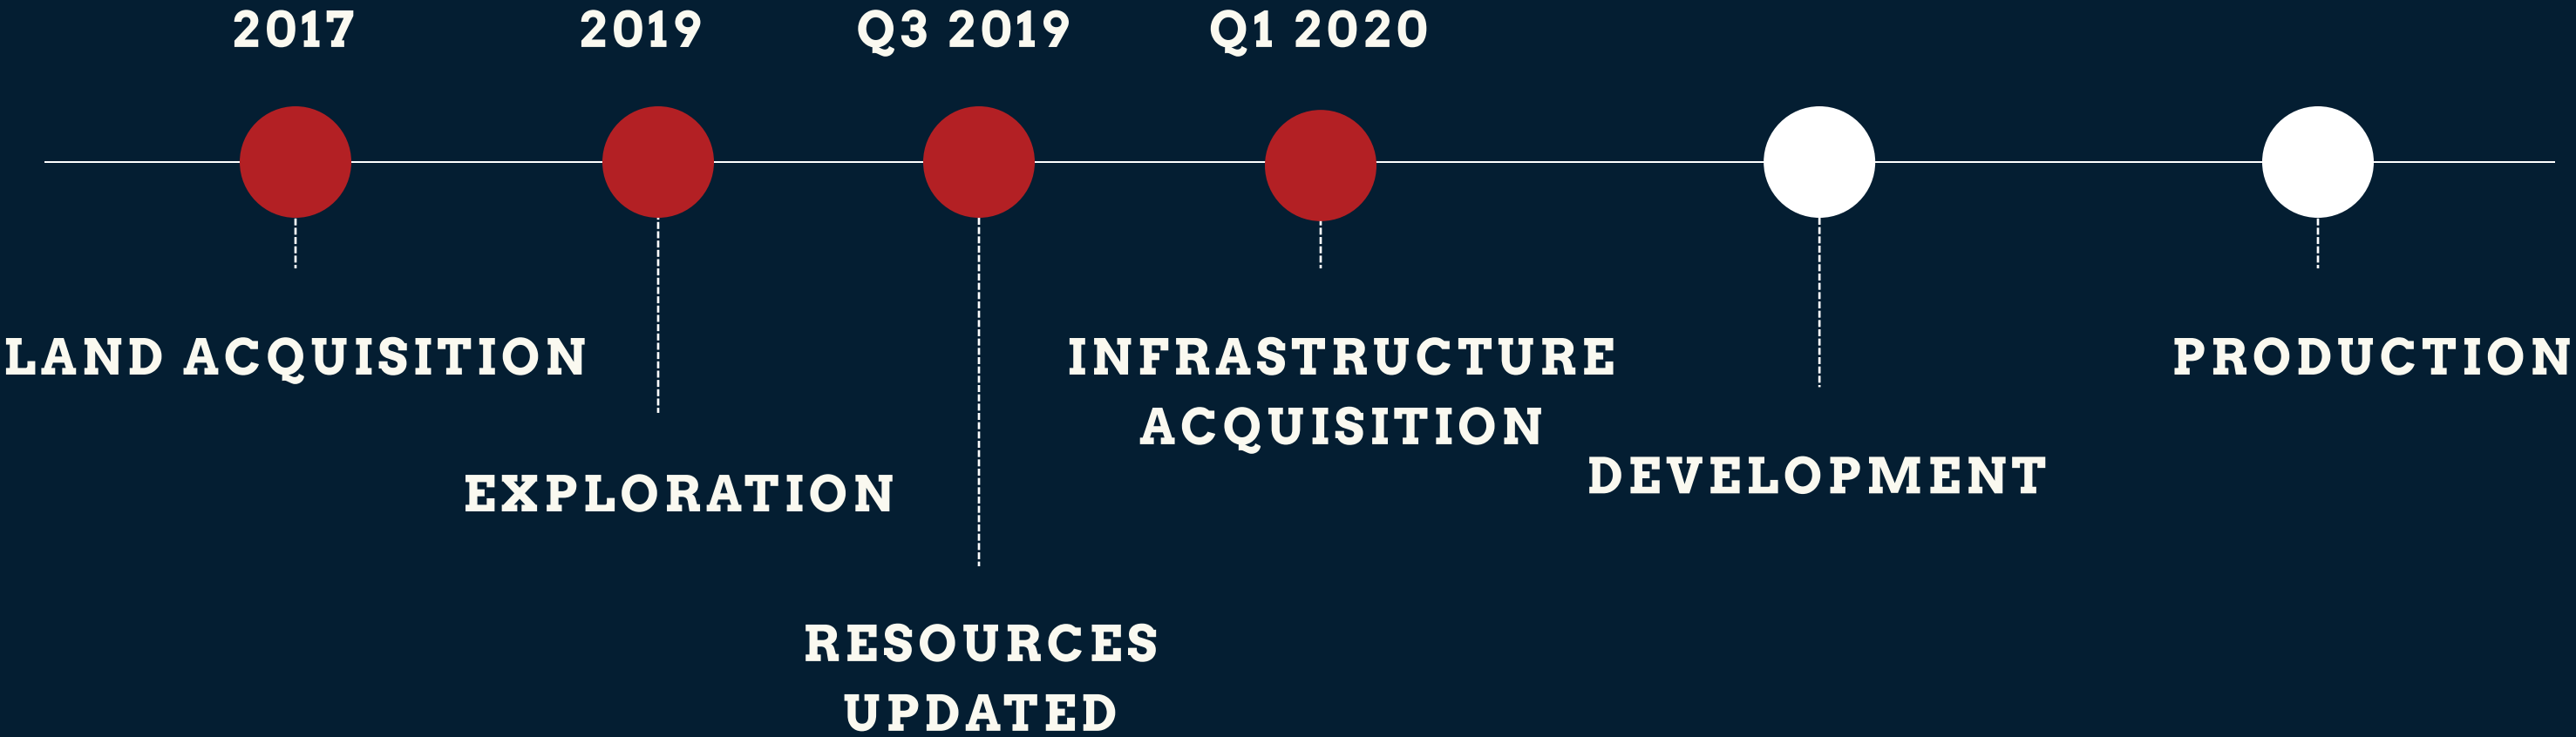 2017
2019
Q3 2019
Q1 2020
LAND ACQUISITION
EXPLORATION
RESOURCES
UPDATED
INFRASTRUCTURE
ACQUISITION
DEVELOPMENT
PRODUCTION